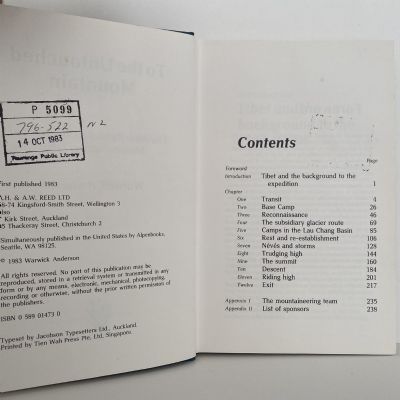 P 5099
796.522
NZ
14 OCT 1983
Tauranga Public Library
First published 1983
A.H. & A.W. REED LTD
68-74 Kingsford-Smith Street, Wellington 3
also
7 Kirk Street, Auckland
85 Thackeray Street, Christchurch 2
Simultaneously published in the United States by Alpenbooks,
Seattle, WA 98125.
© 1983 Warwick Anderson
All rights reserved. No part of this publication may be
reproduced, stored in a retrieval system or transmitted in any
form or by any means, electronic, mechanical, photocopying,
recording or otherwise, without the prior written permission of
the publishers.
ISBN 0 589 01473 0
Typeset by Jacobson Typesetters Ltd, Auckland.
Printed by Tien Wah Press Pte, Ltd. Singapore
Contents
Page
Foreword
Introduction Tibet and the background to the
expedition 1
Chapter
One Transit 4
Two Base Camp 26
Three Reconnaissance 46
Four The subsidiary glacier route 69
Five Camps in the Lau Chang Basin 85
Six Rest and re-establishment 106
Seven Névés and storms 128
Eight Trudging high 144
Nine The summit 160
Ten Descent 184
Eleven Riding high 201
Twelve Exit 217
Appendix I The mountaineering team 235
Appendix II List of sponsors 238